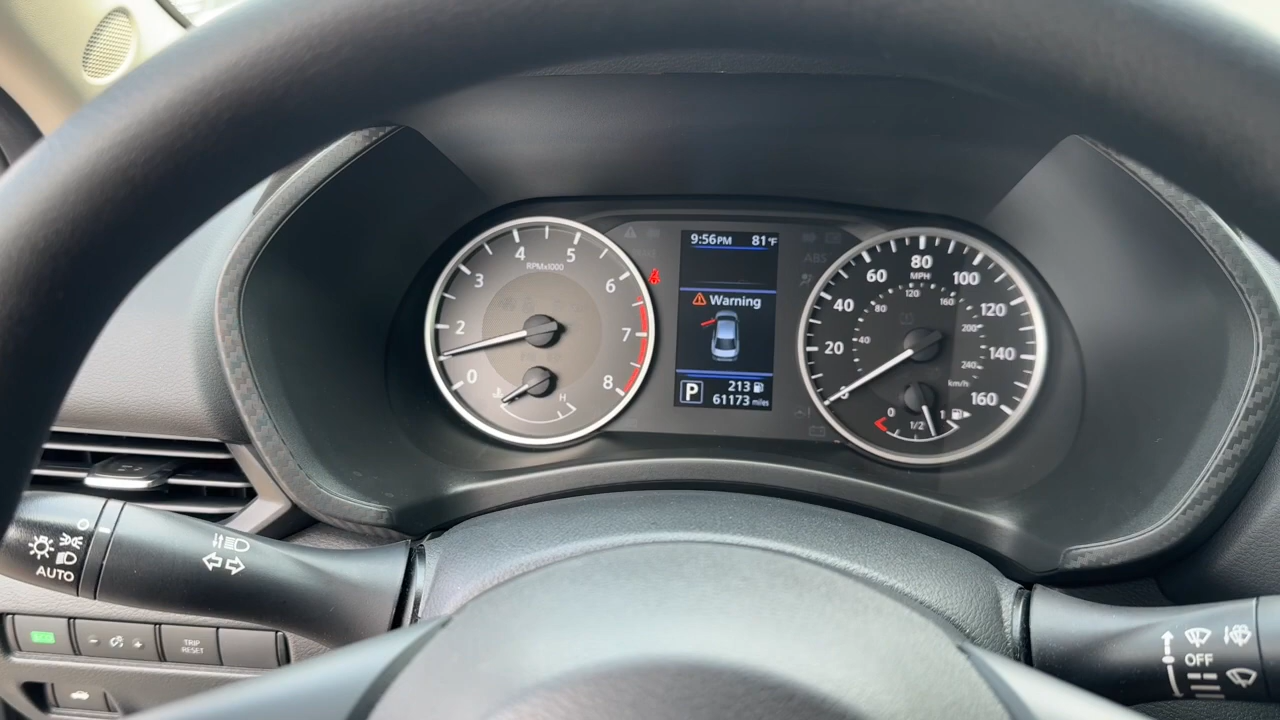 9:56PM 81°F
Warning
P
213
61173 miles
RPMx1000
0
2
3
4
5
6
7
8
H
ABS
MPH
0
20
40
60
80
100
120
140
160
40
80
120
160
200
240
km/h
0
1/2
1
AUTO
TRIP
RESET
OFF